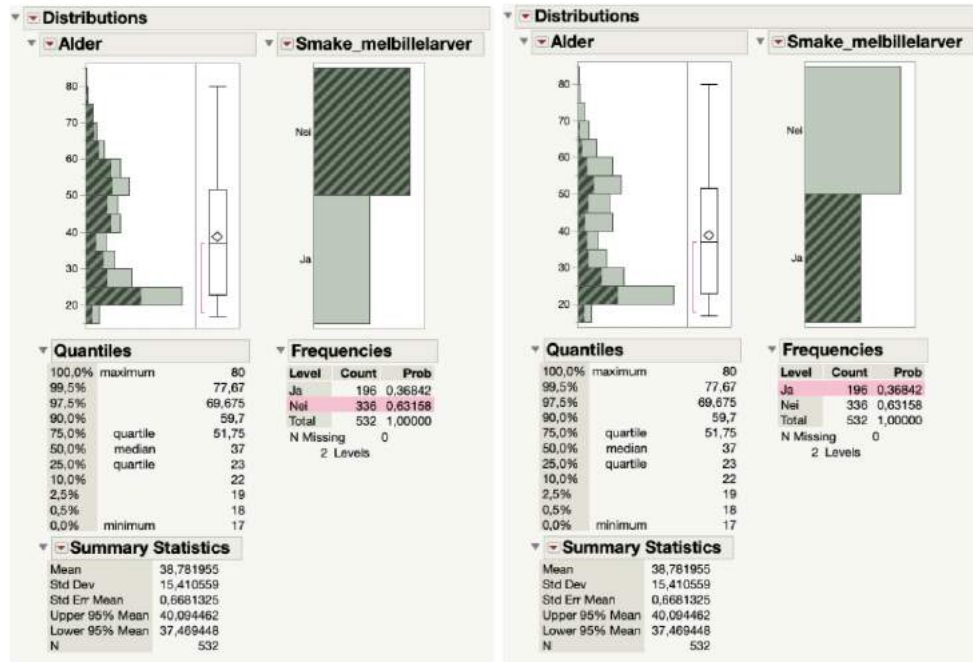 Distributions
Alder
80
70
60
50
40
30
20
Smake_melbillelarver
Nei
Ja
Quantiles
100,0% maximum 80
99,5% 77,67
97,5% 69,675
90,0% 59,7
75,0% quartile 51,75
50,0% median 37
25,0% quartile 23
10,0% 22
2,5% 19
0,5% 18
0,0% minimum 17
Frequencies
Level Count Prob
Ja 196 0,36842
Nei 336 0,63158
Total 532 1,00000
N Missing 0
2 Levels
Summary Statistics
Mean 38,781955
Std Dev 15,410559
Std Err Mean 0,6681325
Upper 95% Mean 40,094462
Lower 95% Mean 37,469448
N 532
Distributions
Alder
80
70
60
50
40
30
20
Smake_melbillelarver
Nei
Ja
Quantiles
100,0% maximum 80
99,5% 77,67
97,5% 69,675
90,0% 59,7
75,0% quartile 51,75
50,0% median 37
25,0% quartile 23
10,0% 22
2,5% 19
0,5% 18
0,0% minimum 17
Frequencies
Level Count Prob
Ja 196 0,36842
Nei 336 0,63158
Total 532 1,00000
N Missing 0
2 Levels
Summary Statistics
Mean 38,781955
Std Dev 15,410559
Std Err Mean 0,6681325
Upper 95% Mean 40,094462
Lower 95% Mean 37,469448
N 532